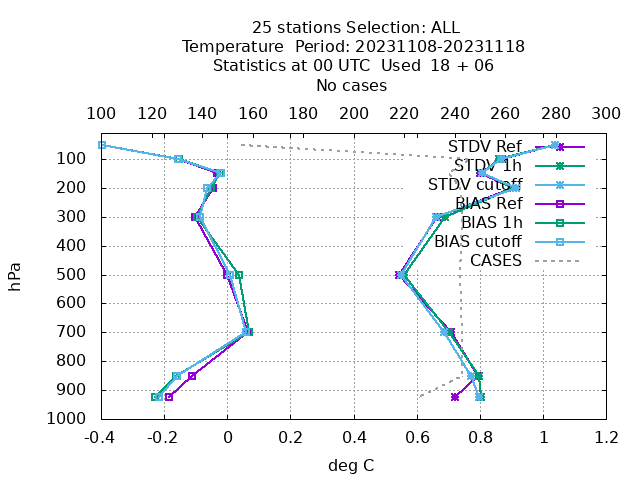 25 stations Selection: ALL
Temperature  Period: 20231108-20231118
Statistics at 00 UTC  Used  18 + 06
No cases
100 120 140 160 180 200 220 240 260 280 300
STDV Ref
STDV 1h
STDV cutoff
BIAS Ref
BIAS 1h
BIAS cutoff
CASES
hPa
100
200
300
400
500
600
700
800
900
1000
-0.4 -0.2 0 0.2 0.4 0.6 0.8 1 1.2
deg C